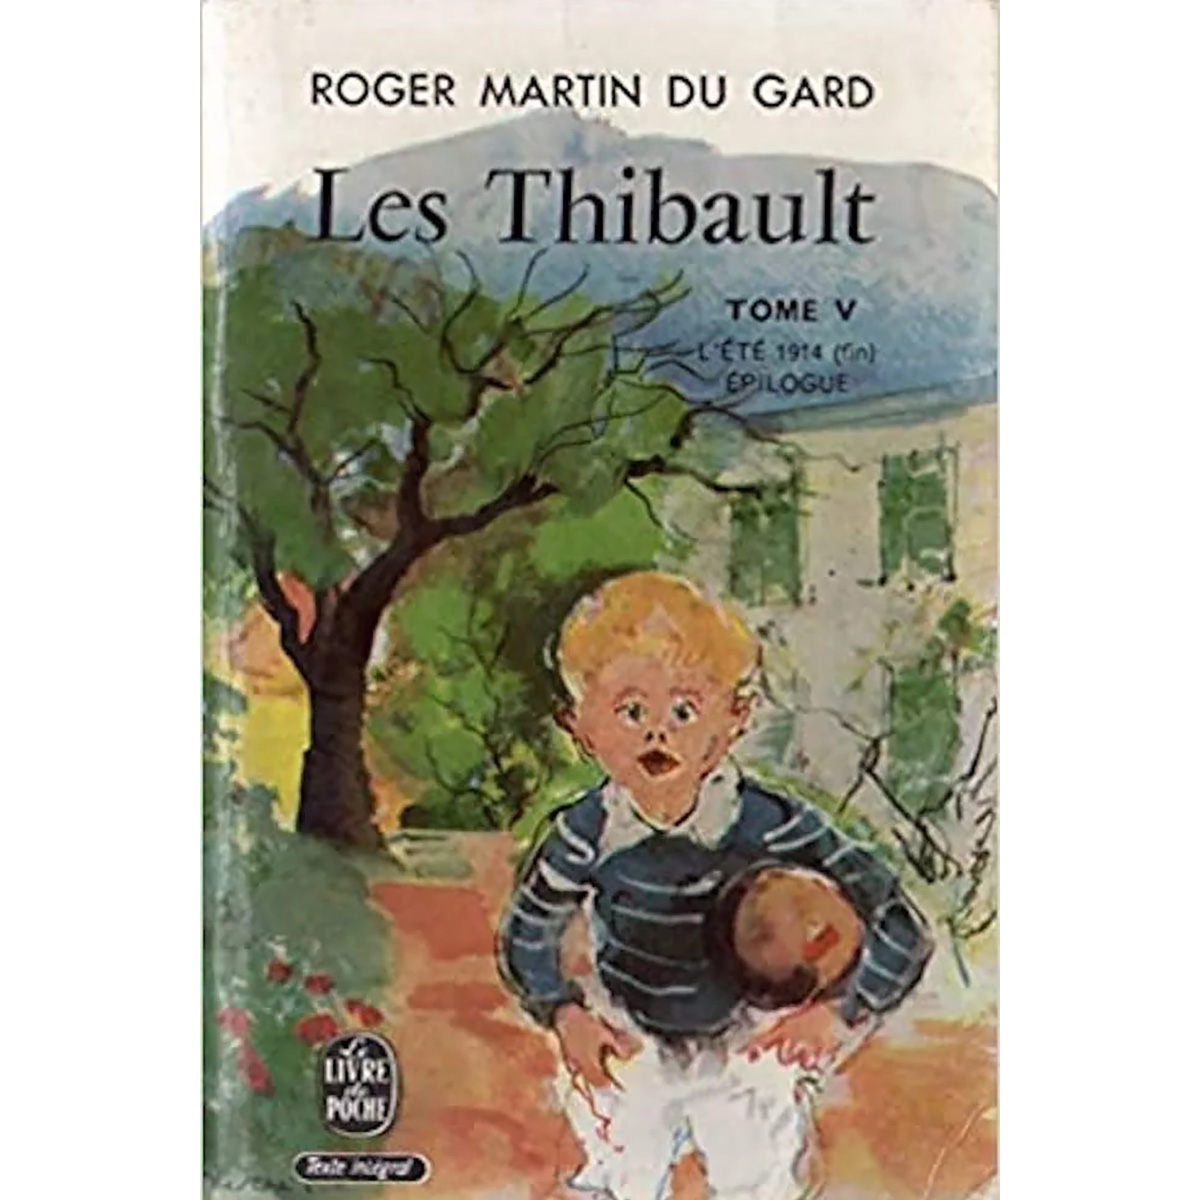 ROGER MARTIN DU GARD
Les Thibault
TOME V
L'ÉTÉ 1914 (fin)
ÉPILOGUE
Le
LIVRE
de
POCHE
Texte intégral